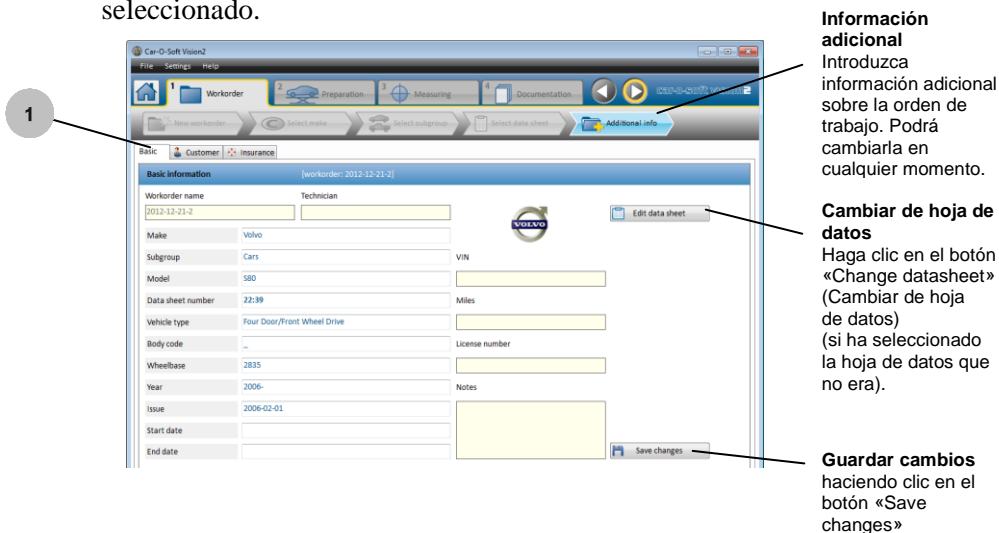 seleccionado.
Car-O-Soft Vision2
File Settings Help
1 Workorder 2 Preparation 3 Measuring 4 Documentation car-o-soft vision 2
New workorder Select make Select subgroup Select data sheet Additional info
1
Basic Customer Insurance
Basic information [workorder: 2012-12-21-2]
Workorder name Technician
2012-12-21-2
VOLVO
Edit data sheet
Make Volvo
Subgroup Cars VIN
Model S80
Data sheet number 22:39 Miles
Vehicle type Four Door/Front Wheel Drive
Body code _ License number
Wheelbase 2835
Year 2006- Notes
Issue 2006-02-01
Start date
End date
Save changes
Información
adicional
Introduzca
información adicional
sobre la orden de
trabajo. Podrá
cambiarla en
cualquier momento.
Cambiar de hoja de
datos
Haga clic en el botón
«Change datasheet»
(Cambiar de hoja
de datos)
(si ha seleccionado
la hoja de datos que
no era).
Guardar cambios
haciendo clic en el
botón «Save
changes»